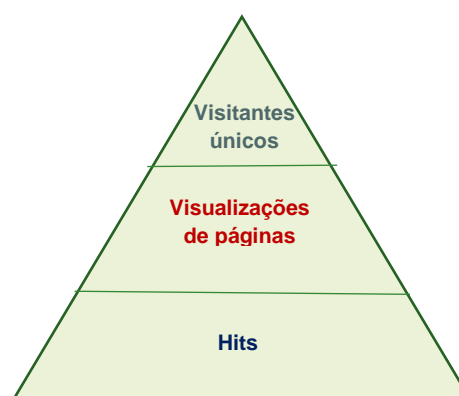 Visitantes
únicos
Visualizações
de páginas
Hits